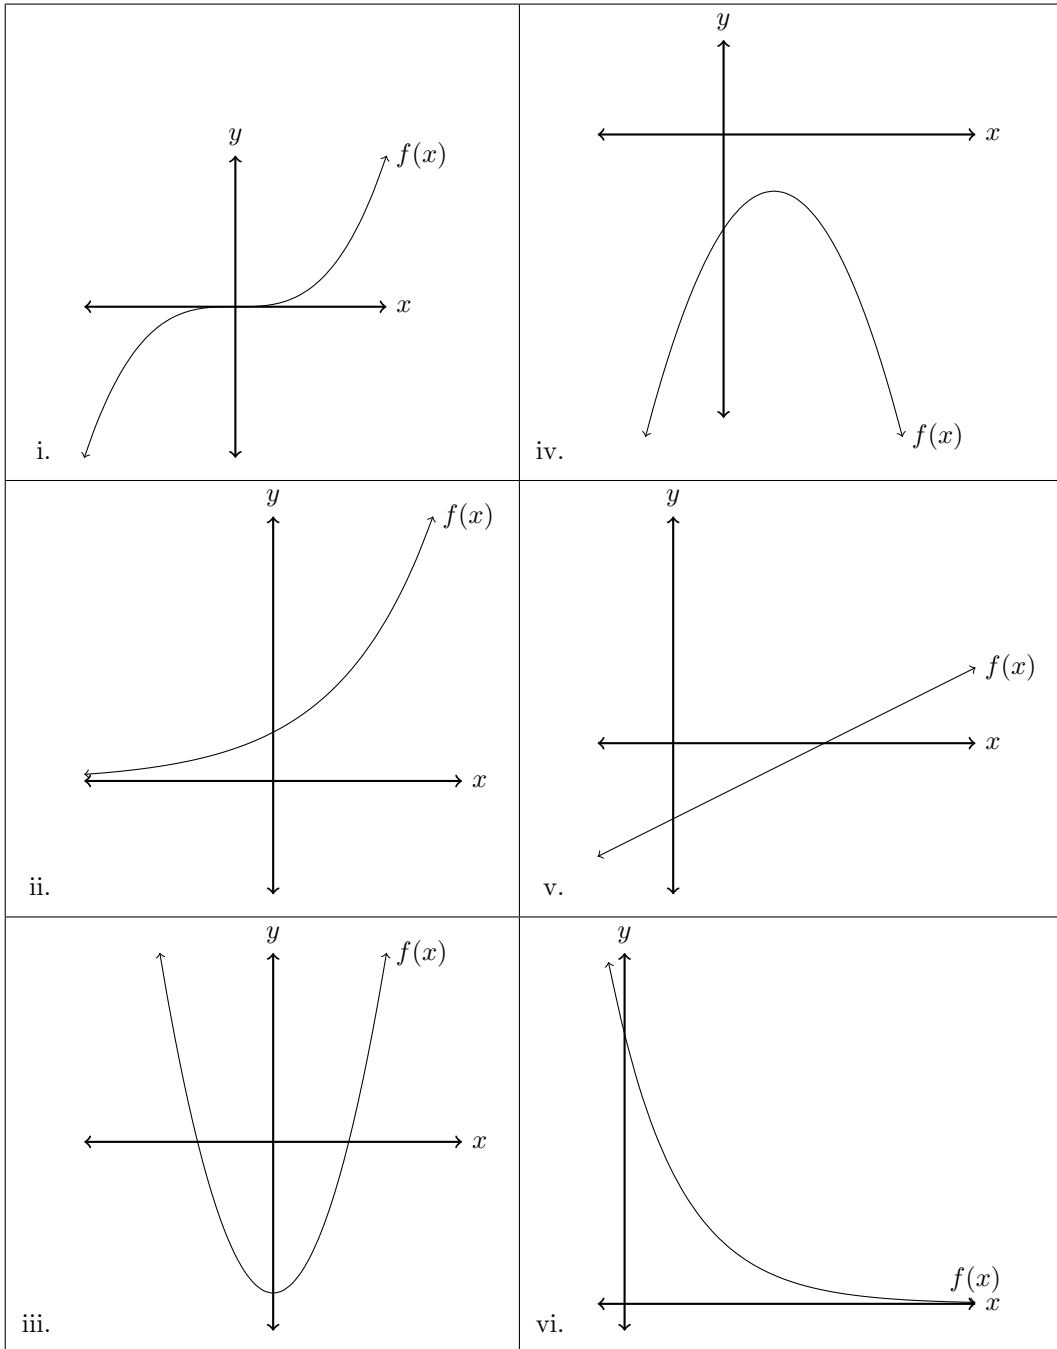 y
f(x)
x
i.
y
x
f(x)
iv.
y
f(x)
x
ii.
y
f(x)
x
v.
y
f(x)
x
iii.
y
f(x)
x
vi.